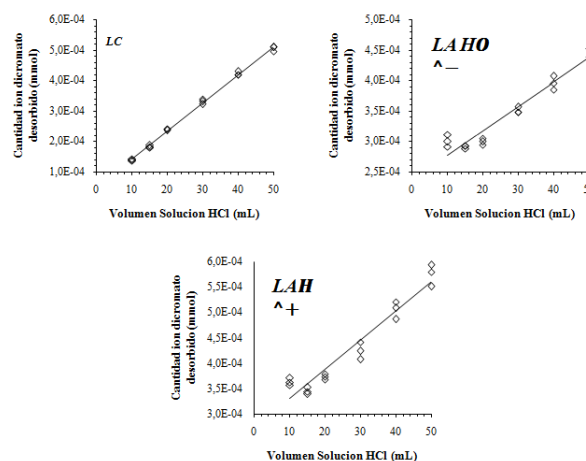 LC
Cantidad ion dicromato
desorbido (mmol)
6,0E-04
5,0E-04
4,0E-04
3,0E-04
2,0E-04
1,0E-04
0 10 20 30 40 50
Volumen Solucion HCl (mL)
LAHO
^–
Cantidad ion dicromato
desorbido (mmol)
4,5E-04
4,0E-04
3,5E-04
3,0E-04
2,5E-04
0 10 20 30 40 50
Volumen Solucion HCl (mL)
LAH
^+
Cantidad ion dicromato
desorbido (mmol)
6,0E-04
5,5E-04
5,0E-04
4,5E-04
4,0E-04
3,5E-04
3,0E-04
0 10 20 30 40 50
Volumen Solucion HCl (mL)